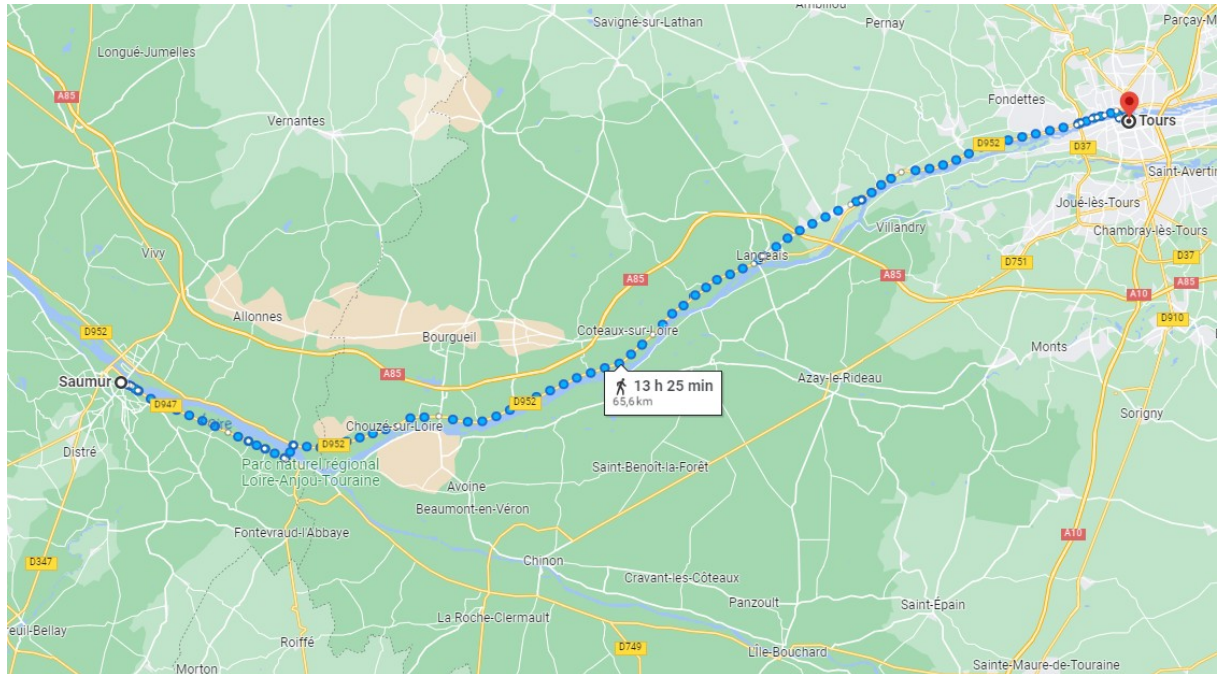 Savigné-sur-Lathan
Pernay
Longué-Jumelles
A85
Vernantes
Fondettes
Tours
D952
D37
Saint-Avertin
Joué-lès-Tours
Villandry
Chambray-lès-Tours
Vivy
Langeais
D751
D37
A85
A85
A85
A10
D910
Allonnes
D952
Bourgueil
Coteaux-sur-Loire
Monts
A85
Azay-le-Rideau
Saumur
13 h 25 min
65,6km
D947
D952
Sorigny
Chouzé-sur-Loire
Distré
D952
Parc naturel régional
Loire-Anjou-Touraine
Saint-Benoît-la-Forêt
Avoine
Beaumont-en-Véron
Fontevraud-l'Abbaye
A10
Chinon
D347
Cravant-les-Côteaux
Panzoult
Saint-Épain
La Roche-Clermault
euil-Bellay
Roiffé
D749
L'Île-Bouchard
Morton
Sainte-Maure-de-Touraine